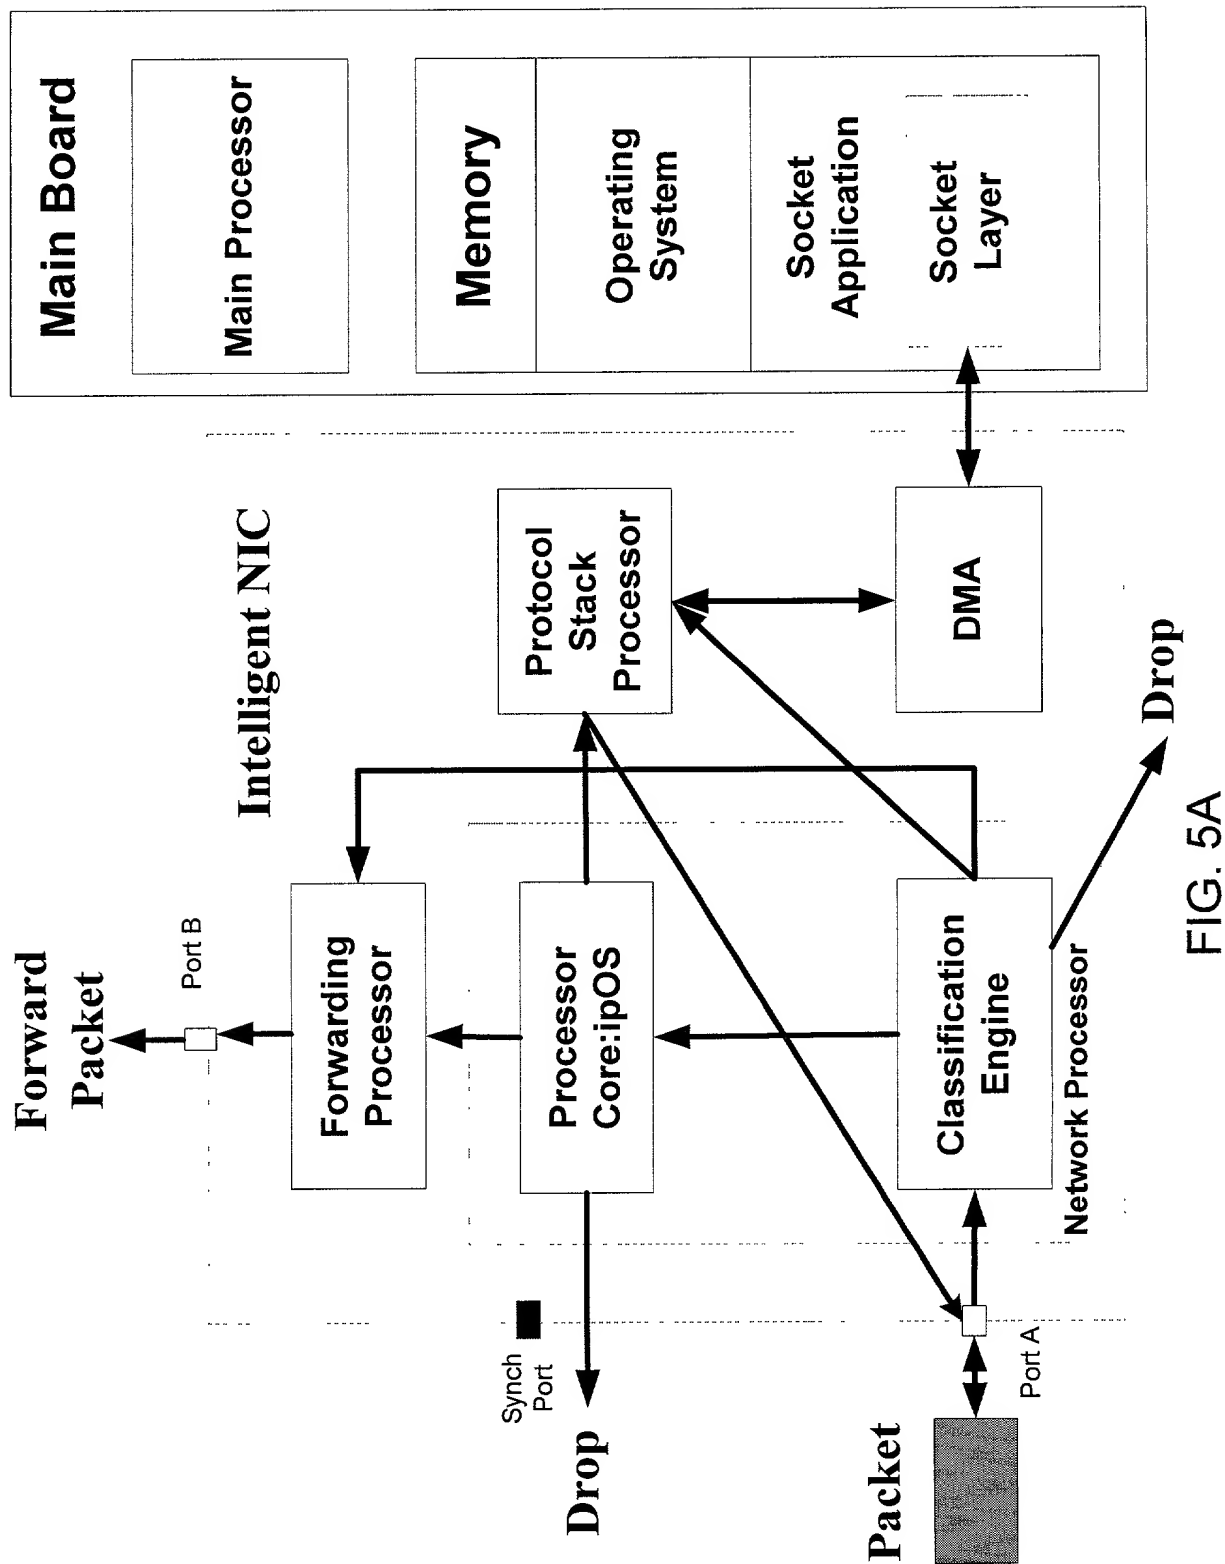 Main Board
Main Processor
Memory
Operating
System
Socket
Application
Socket
Layer
Intelligent NIC
Protocol
Stack
Processor
DMA
Forward
Packet
Port B
Forwarding
Processor
Processor
Core:ipOS
Classification
Engine
Network Processor
Drop
Synch
Port
Drop
Port A
Packet
FIG. 5A